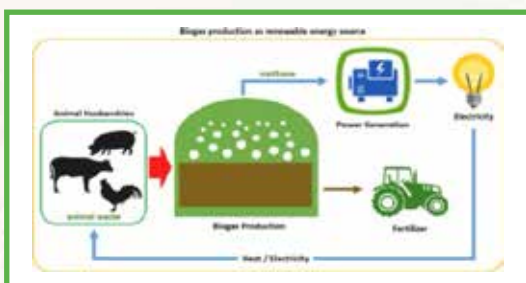 Biogas production as renewable energy source
methane
Animal Husbandries
Power Generation
Electricity
animal waste
Biogas Production
Fertilizer
Heat / Electricity